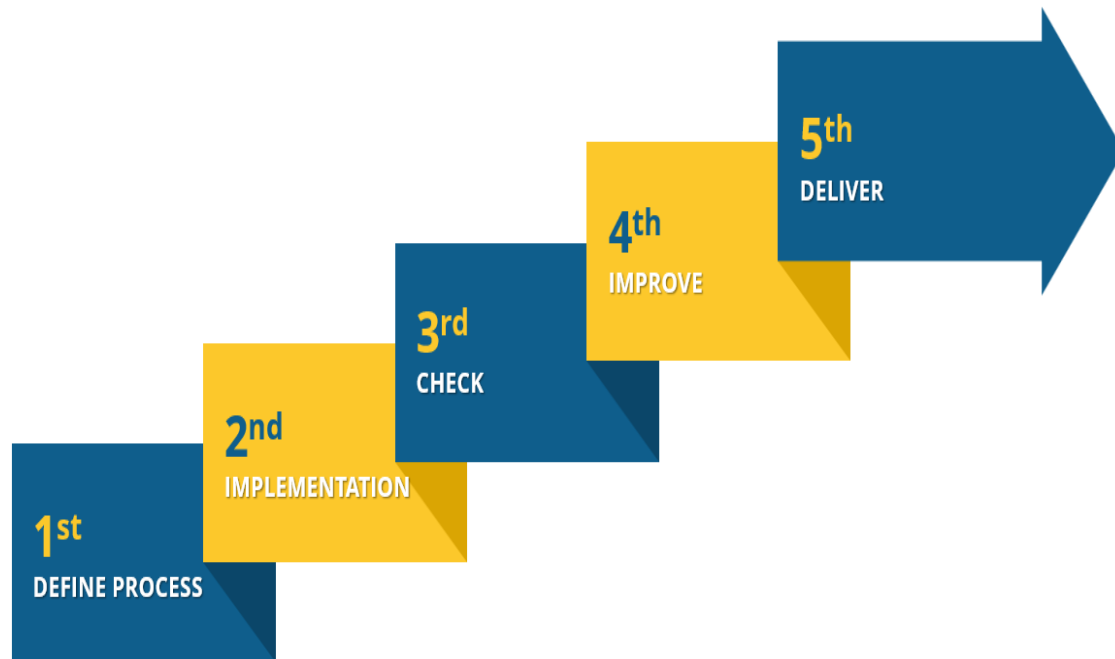 1st
DEFINE PROCESS
2nd
IMPLEMENTATION
3rd
CHECK
4th
IMPROVE
5th
DELIVER